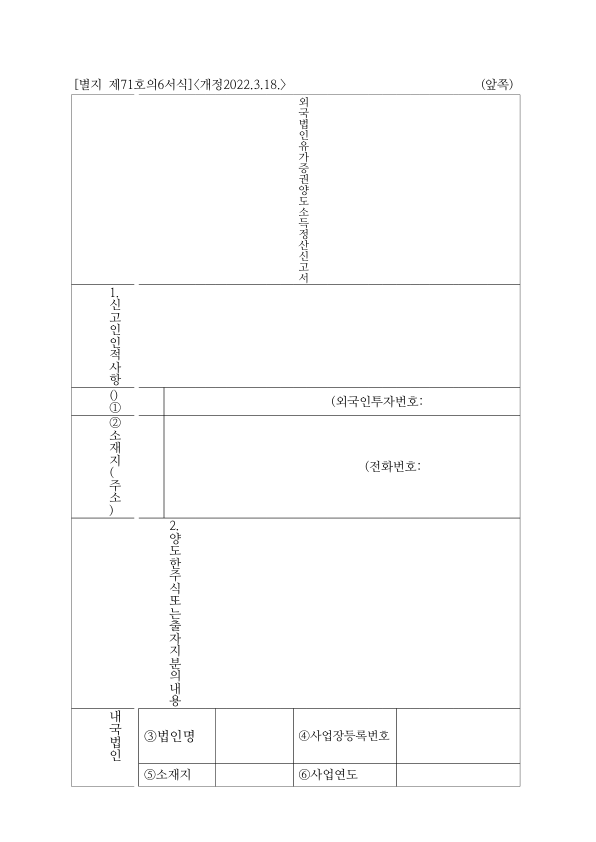 [별지 제71호의6서식]<개정2022.3.18.> (앞쪽)
외국법인유가증권양도소득정산신고서
1.신고인인적사항
()① (외국인투자번호:
②소재지(주소) (전화번호:
2.양도한주식또는출자지분의내용
내국법인 ③법인명 ④사업장등록번호
⑤소재지 ⑥사업연도